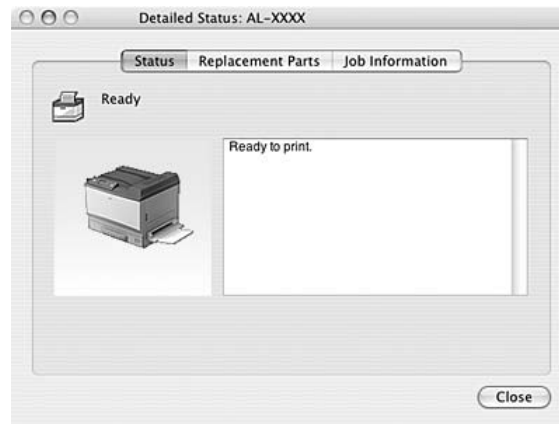 Detailed Status: AL-XXXX
Status Replacement Parts Job Information
Ready
Ready to print.
Close